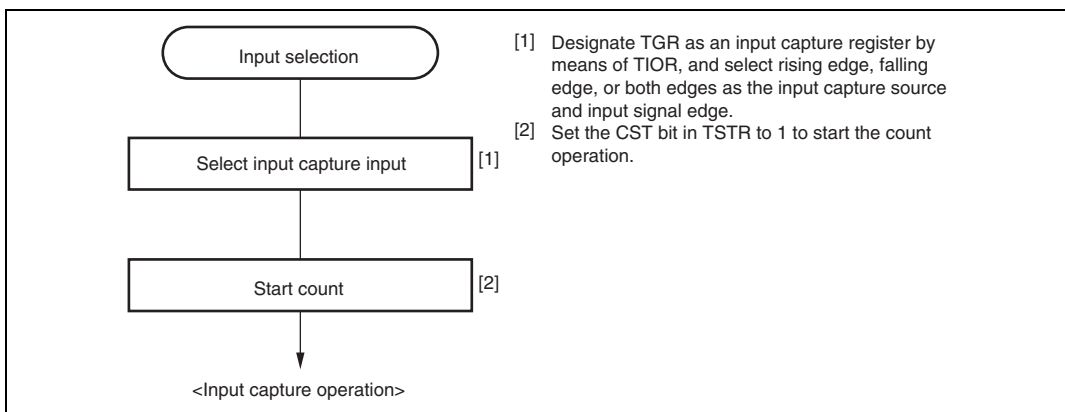 Input selection
Select input capture input
[1]
Start count
[2]
<Input capture operation>
[1] Designate TGR as an input capture register by
means of TIOR, and select rising edge, falling
edge, or both edges as the input capture source
and input signal edge.
[2] Set the CST bit in TSTR to 1 to start the count
operation.